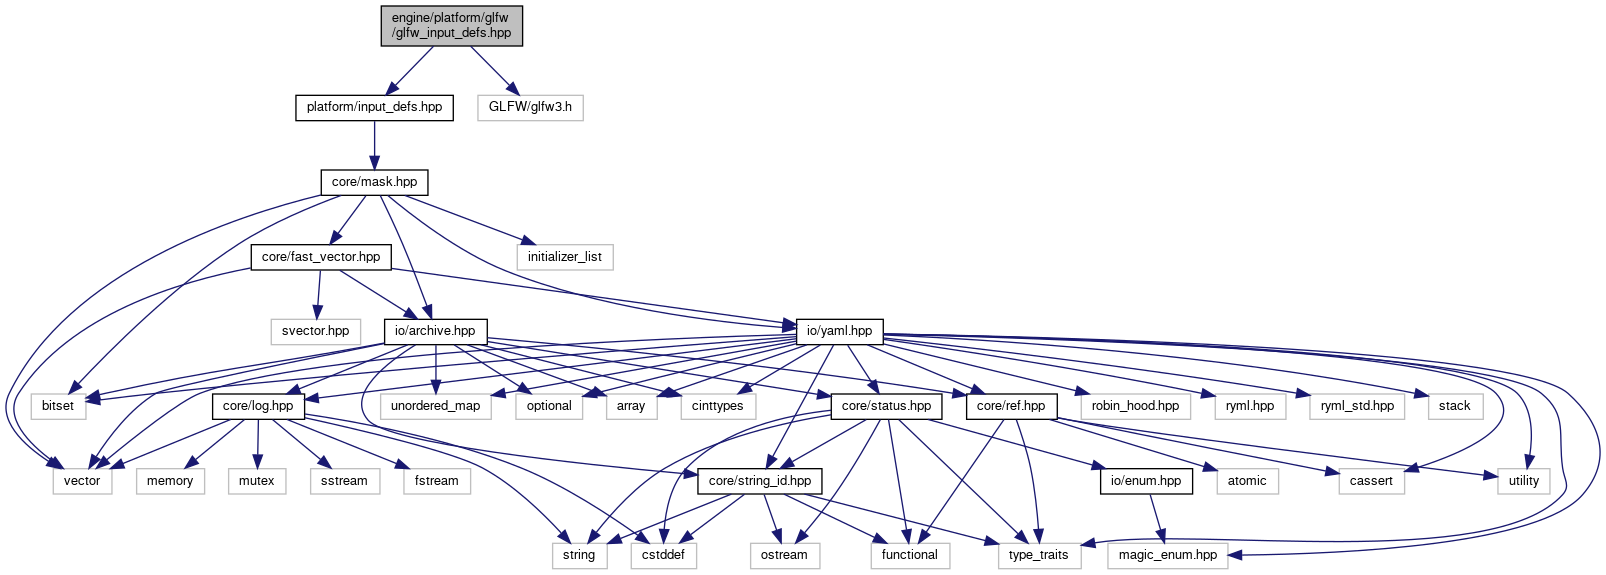 engine/platform/glfw
/glfw_input_defs.hpp
platform/input_defs.hpp
GLFW/glfw3.h
core/mask.hpp
core/fast_vector.hpp
initializer_list
svector.hpp
io/archive.hpp
io/yaml.hpp
bitset
core/log.hpp
unordered_map
optional
array
cinttypes
core/status.hpp
core/ref.hpp
robin_hood.hpp
ryml.hpp
ryml_std.hpp
stack
vector
memory
mutex
sstream
fstream
core/string_id.hpp
io/enum.hpp
atomic
cassert
utility
string
cstddef
ostream
functional
type_traits
magic_enum.hpp